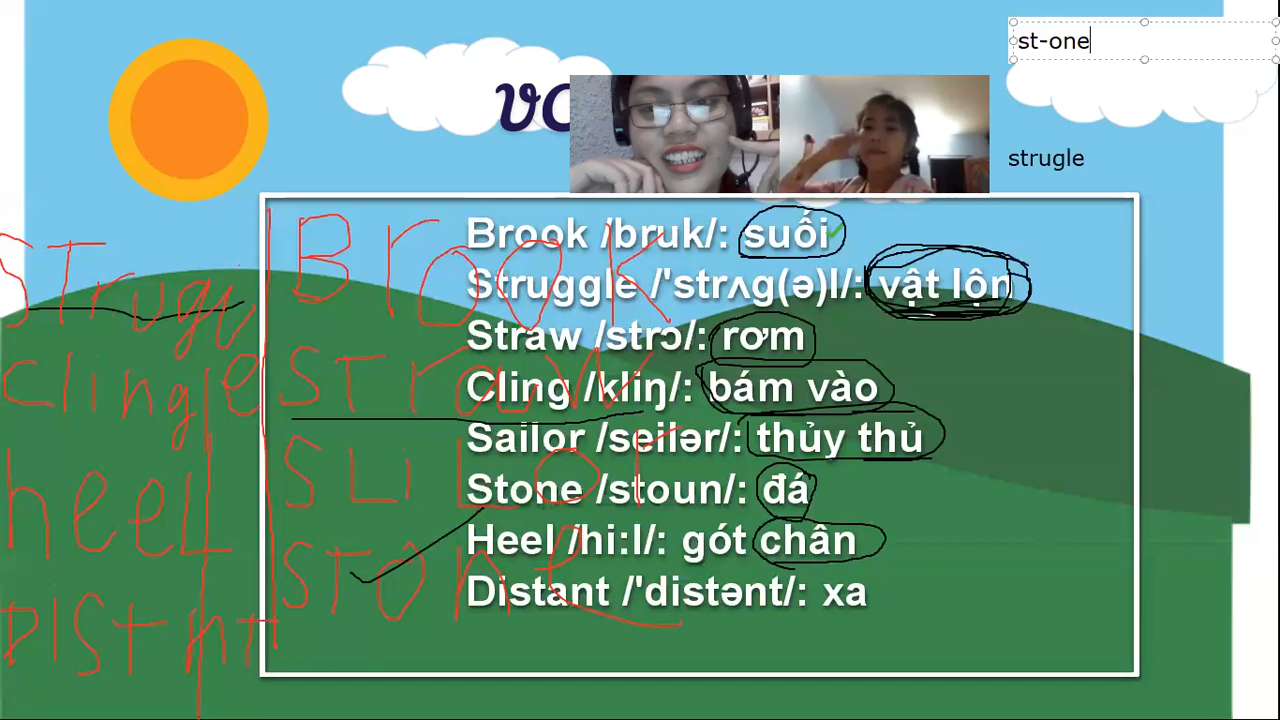 st-one
vo
strugle
Brook /bruk/: suối
Struggle /'strʌg(ə)l/: vật lộn
Straw /strɔ/: rơm
Cling /kliŋ/: bám vào
Sailor /seilər/: thủy thủ
Stone /stoun/: đá
Heel /hi:l/: gót chân
Distant /'distənt/: xa
Brook
STraw
SLiLor
STone
clingle
heel